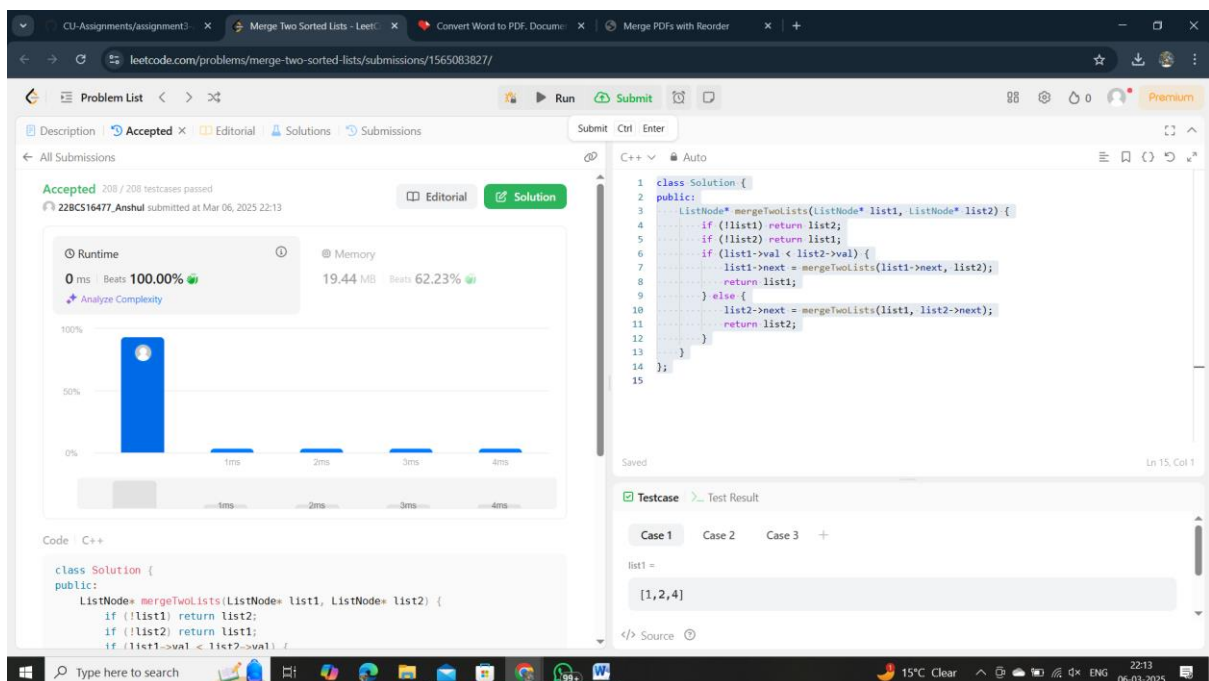 CU-Assignments/assignment3-
Merge Two Sorted Lists - LeetC
Convert Word to PDF. Docume
Merge PDFs with Reorder
leetcode.com/problems/merge-two-sorted-lists/submissions/1565083827/
Problem List
Run
Submit
0
Premium
Description
Accepted
Editorial
Solutions
Submissions
Submit Ctrl Enter
All Submissions
C++
Auto
Accepted 208 / 208 testcases passed
22BCS16477_Anshul submitted at Mar 06, 2025 22:13
Editorial
Solution
Runtime
0 ms Beats 100.00%
Analyze Complexity
Memory
19.44 MB Beats 62.23%
100%
50%
0%
1ms 2ms 3ms 4ms
1ms 2ms 3ms 4ms
Code C++
class Solution {
public:
ListNode* mergeTwoLists(ListNode* list1, ListNode* list2) {
if (!list1) return list2;
if (!list2) return list1;
if (list1->val < list2->val) {
1 class Solution {
2 public:
3 ListNode* mergeTwoLists(ListNode* list1, ListNode* list2) {
4 if (!list1) return list2;
5 if (!list2) return list1;
6 if (list1->val < list2->val) {
7 list1->next = mergeTwoLists(list1->next, list2);
8 return list1;
9 } else {
10 list2->next = mergeTwoLists(list1, list2->next);
11 return list2;
12 }
13 }
14 };
15
Saved
Ln 15, Col 1
Testcase
Test Result
Case 1 Case 2 Case 3
list1 =
[1,2,4]
Source
Type here to search
99+
15°C Clear
ENG
22:13
06-03-2025